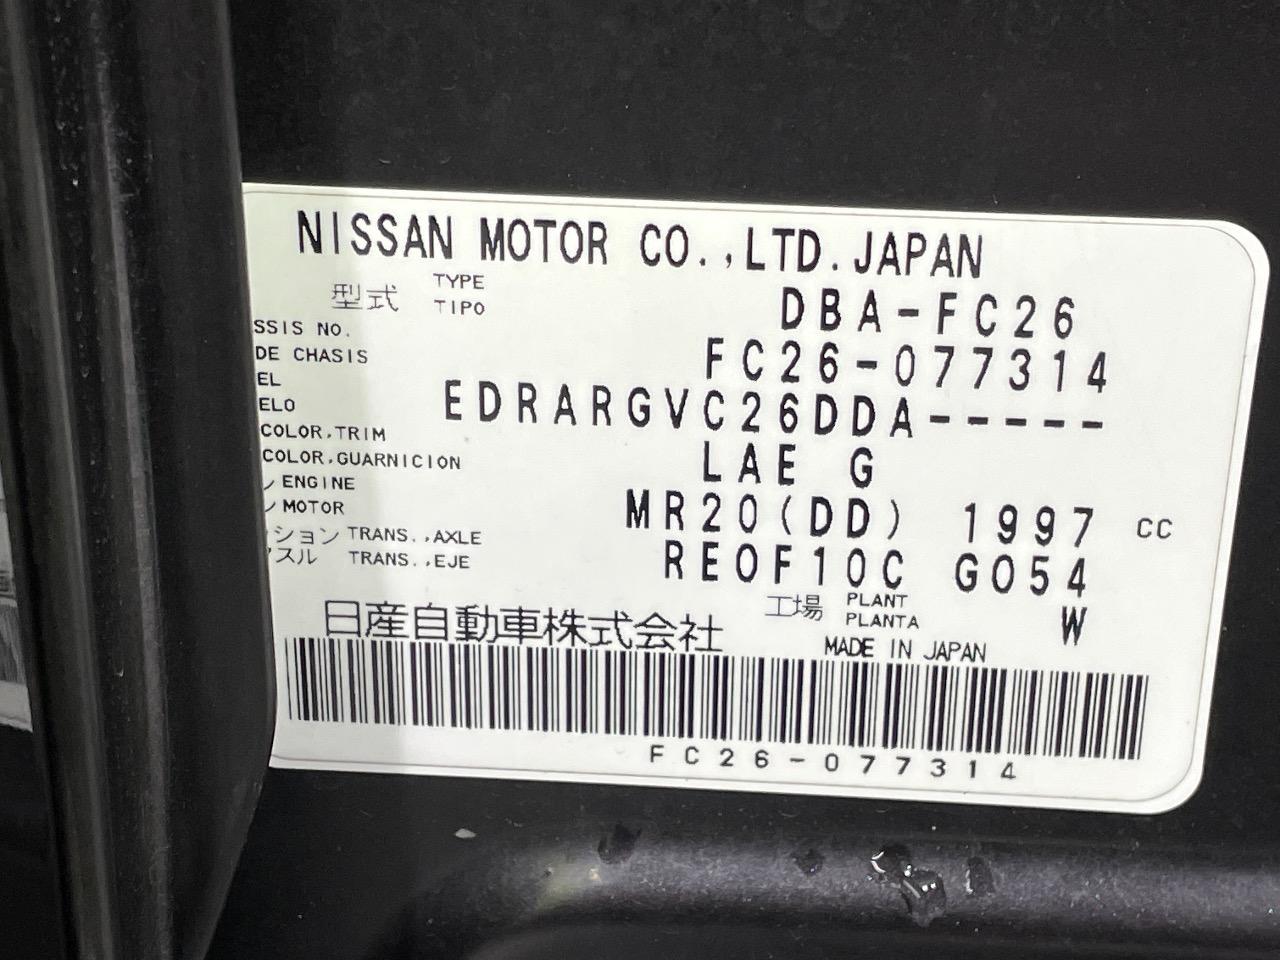 NISSAN MOTOR CO.,LTD.JAPAN
型式 TYPE TIPO DBA-FC26
SSIS NO.
DE CHASIS FC26-077314
EL
ELO EDRARGVC26DDA-----
COLOR,TRIM
COLOR,GUARNICION LAE G
ン ENGINE
ン MOTOR MR20(DD) 1997 CC
ション TRANS.,AXLE
スル TRANS.,EJE RE0F10C G054
工場 PLANT PLANTA W
日産自動車株式会社 MADE IN JAPAN
FC26-077314